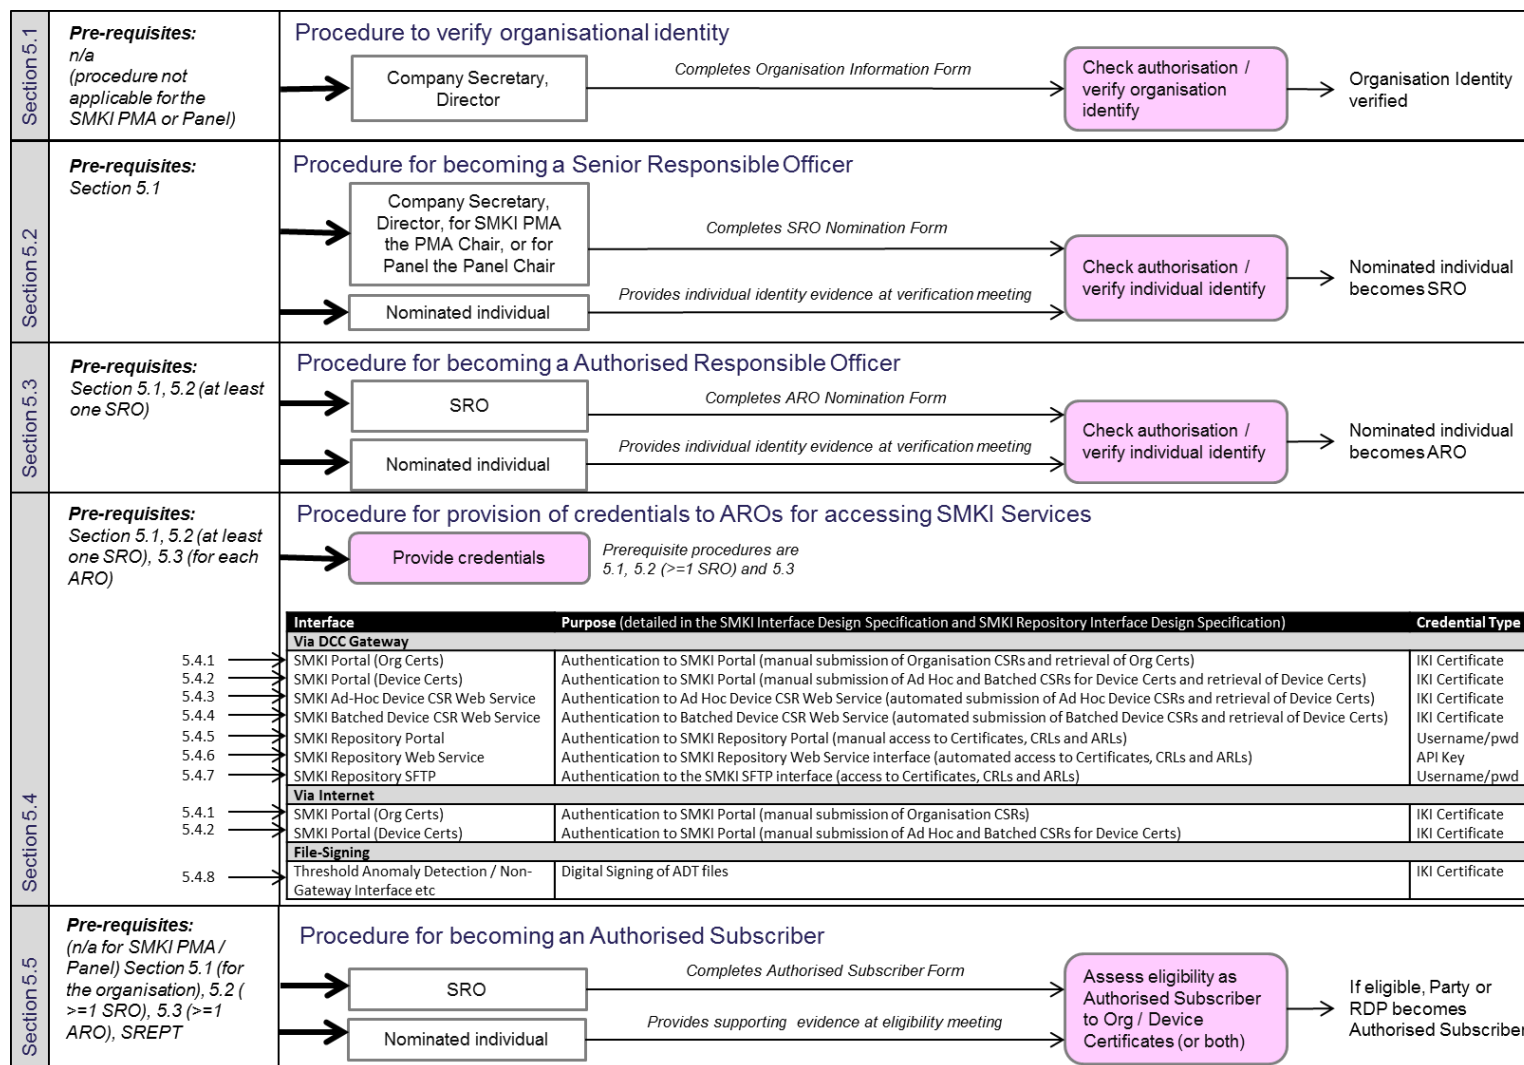 Section 5.1
Pre-requisites:
n/a
(procedure not
applicable for the
SMKI PMA or Panel)
Procedure to verify organisational identity
Company Secretary,
Director
Completes Organisation Information Form
Check authorisation /
verify organisation
identify
Organisation Identity
verified
Section 5.2
Pre-requisites:
Section 5.1
Procedure for becoming a Senior Responsible Officer
Company Secretary,
Director, for SMKI PMA
the PMA Chair, or for
Panel the Panel Chair
Completes SRO Nomination Form
Nominated individual
Provides individual identity evidence at verification meeting
Check authorisation /
verify individual identify
Nominated individual
becomes SRO
Section 5.3
Pre-requisites:
Section 5.1, 5.2 (at least
one SRO)
Procedure for becoming a Authorised Responsible Officer
SRO
Completes ARO Nomination Form
Nominated individual
Provides individual identity evidence at verification meeting
Check authorisation /
verify individual identify
Nominated individual
becomes ARO
Section 5.4
Pre-requisites:
Section 5.1, 5.2 (at least
one SRO), 5.3 (for each
ARO)
Procedure for provision of credentials to AROs for accessing SMKI Services
Provide credentials
Prerequisite procedures are
5.1, 5.2 (>=1 SRO) and 5.3
Interface Purpose (detailed in the SMKI Interface Design Specification and SMKI Repository Interface Design Specification) Credential Type
Via DCC Gateway
5.4.1 SMKI Portal (Org Certs) Authentication to SMKI Portal (manual submission of Organisation CSRs and retrieval of Org Certs) IKI Certificate
5.4.2 SMKI Portal (Device Certs) Authentication to SMKI Portal (manual submission of Ad Hoc and Batched CSRs for Device Certs and retrieval of Device Certs) IKI Certificate
5.4.3 SMKI Ad-Hoc Device CSR Web Service Authentication to Ad Hoc Device CSR Web Service (automated submission of Ad Hoc Device CSRs and retrieval of Device Certs) IKI Certificate
5.4.4 SMKI Batched Device CSR Web Service Authentication to Batched Device CSR Web Service (automated submission of Batched Device CSRs and retrieval of Device Certs) IKI Certificate
5.4.5 SMKI Repository Portal Authentication to SMKI Repository Portal (manual access to Certificates, CRLs and ARLs) Username/pwd
5.4.6 SMKI Repository Web Service Authentication to SMKI Repository Web Service interface (automated access to Certificates, CRLs and ARLs) API Key
5.4.7 SMKI Repository SFTP Authentication to the SMKI SFTP interface (access to Certificates, CRLs and ARLs) Username/pwd
Via Internet
5.4.1 SMKI Portal (Org Certs) Authentication to SMKI Portal (manual submission of Organisation CSRs) IKI Certificate
5.4.2 SMKI Portal (Device Certs) Authentication to SMKI Portal (manual submission of Ad Hoc and Batched CSRs for Device Certs) IKI Certificate
File-Signing
5.4.8 Threshold Anomaly Detection / Non- Digital Signing of ADT files IKI Certificate
Gateway Interface etc
Section 5.5
Pre-requisites:
(n/a for SMKI PMA /
Panel) Section 5.1 (for
the organisation), 5.2 (
>=1 SRO), 5.3 (>=1
ARO), SREPT
Procedure for becoming an Authorised Subscriber
SRO
Completes Authorised Subscriber Form
Nominated individual
Provides supporting evidence at eligibility meeting
Assess eligibility as
Authorised Subscriber
to Org / Device
Certificates (or both)
If eligible, Party or
RDP becomes
Authorised Subscriber